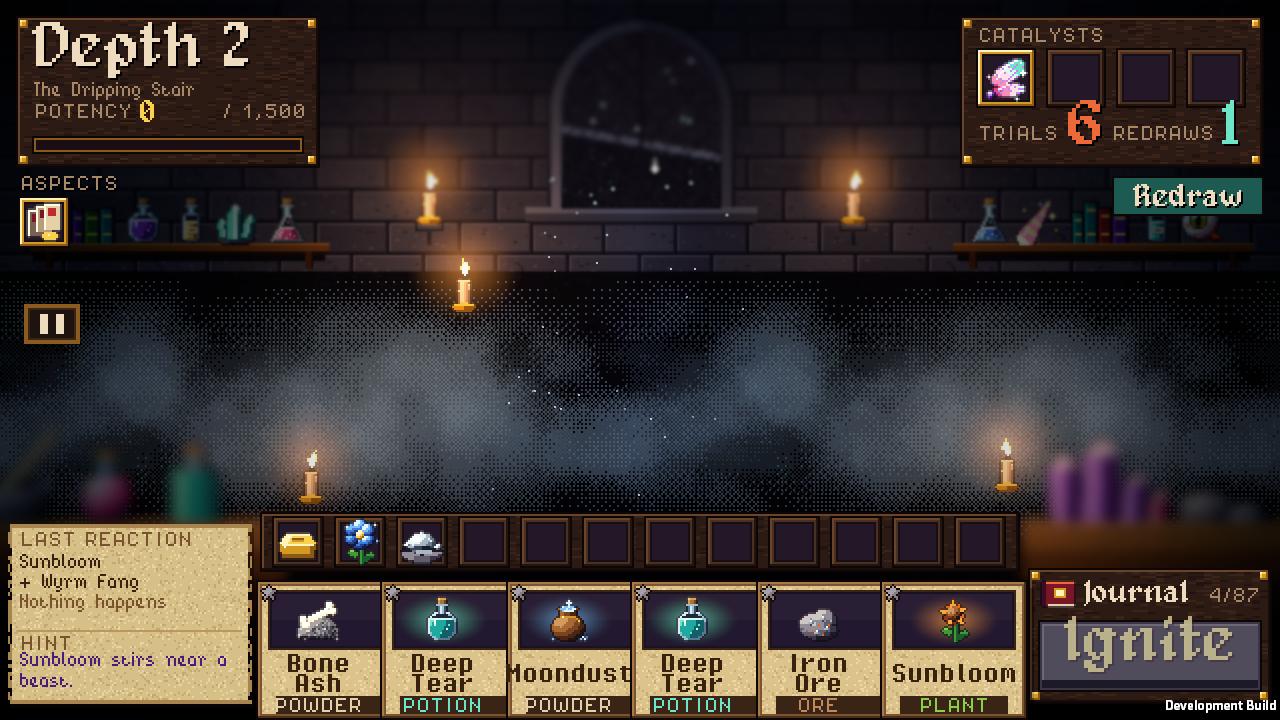 Depth 2
The Dripping Stair
POTENCY 0 / 1,500
ASPECTS
CATALYSTS
TRIALS 6 REDRAWS 1
Redraw
LAST REACTION
Sunbloom
+ Wyrm Fang
Nothing happens
HINT
Sunbloom stirs near a
beast.
Bone
Ash
POWDER
Deep
Tear
POTION
Moondust
POWDER
Deep
Tear
POTION
Iron
Ore
ORE
Sunbloom
PLANT
Journal 4/87
Ignite
Development Build